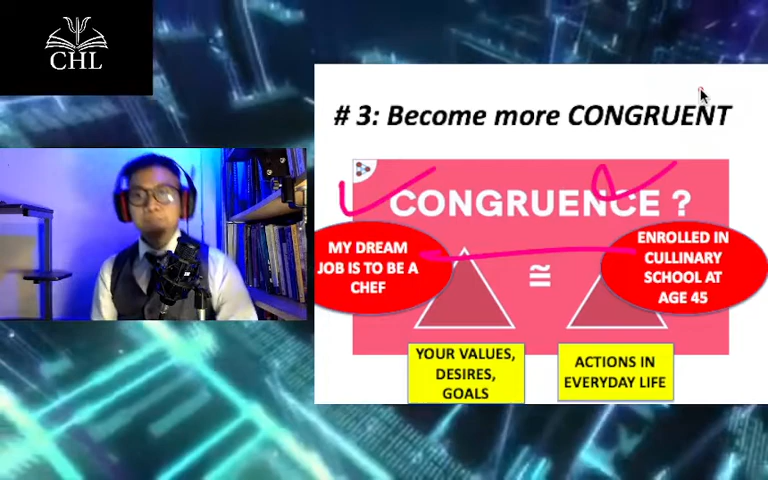 CHL
# 3: Become more CONGRUENT
CONGRUENCE ?
MY DREAM
JOB IS TO BE A
CHEF
≅
ENROLLED IN
CULLINARY
SCHOOL AT
AGE 45
YOUR VALUES,
DESIRES,
GOALS
ACTIONS IN
EVERYDAY LIFE